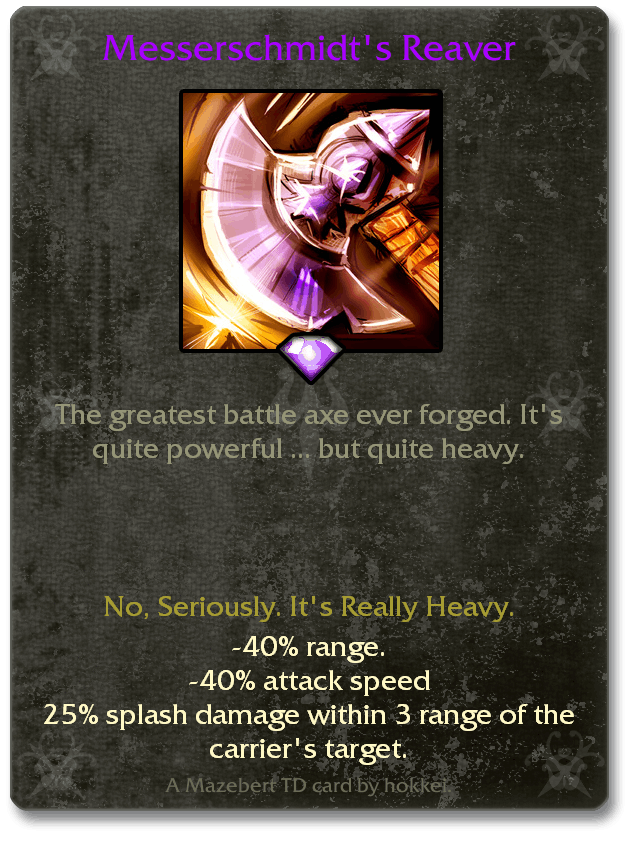 Messerschmidt's Reaver
The greatest battle axe ever forged. It's
quite powerful ... but quite heavy.
No, Seriously. It's Really Heavy.
-40% range.
-40% attack speed
25% splash damage within 3 range of the
carrier's target.
A Mazebert TD card by hokkei.